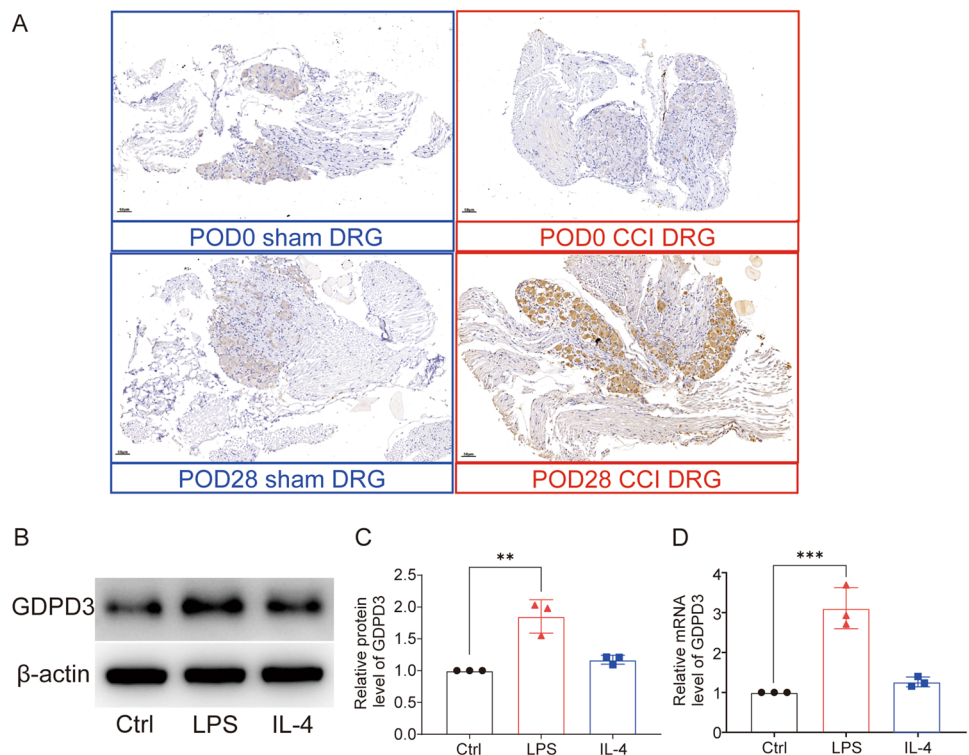 A
POD0 sham DRG
POD0 CCI DRG
POD28 sham DRG
POD28 CCI DRG
B
GDPD3
β-actin
Ctrl LPS IL-4
C
**
Relative protein
level of GDPD3
2.5
2.0
1.5
1.0
0.5
0.0
Ctrl LPS IL-4
D
***
Relative mRNA
level of GDPD3
4
3
2
1
0
Ctrl LPS IL-4